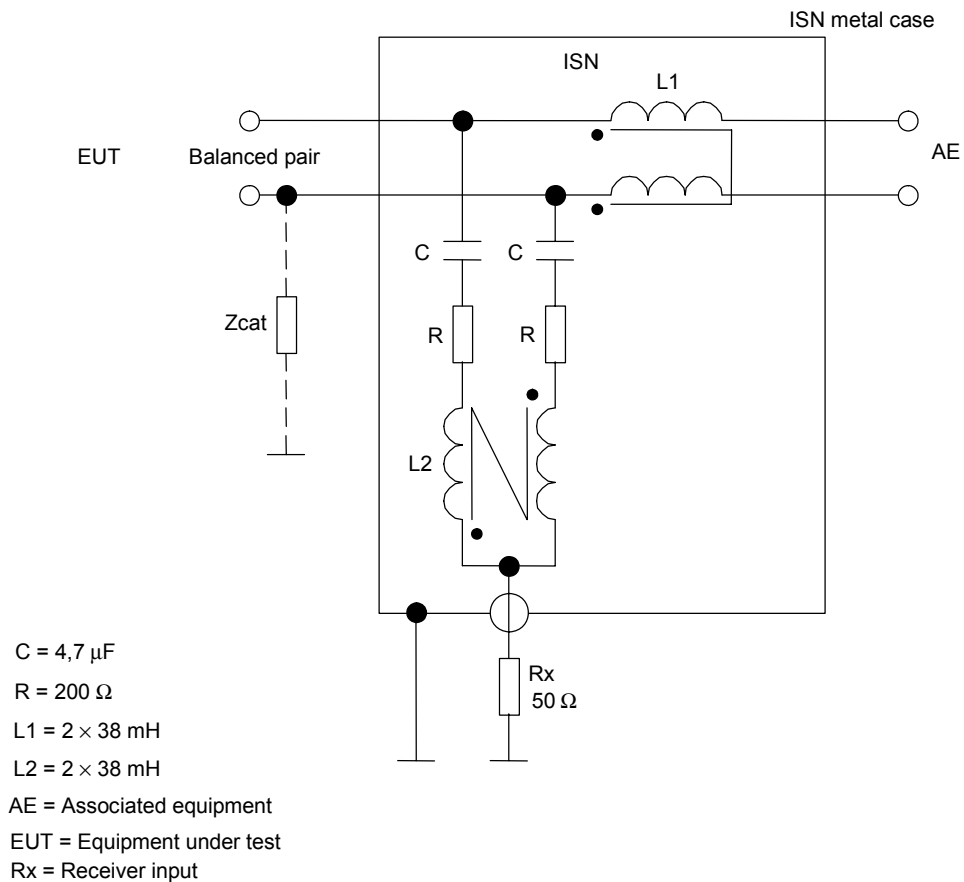 ISN metal case
ISN
L1
EUT
Balanced pair
AE
C
C
Zcat
R
R
L2
Rx
50 Ω
C = 4,7 μF
R = 200 Ω
L1 = 2 × 38 mH
L2 = 2 × 38 mH
AE = Associated equipment
EUT = Equipment under test
Rx = Receiver input